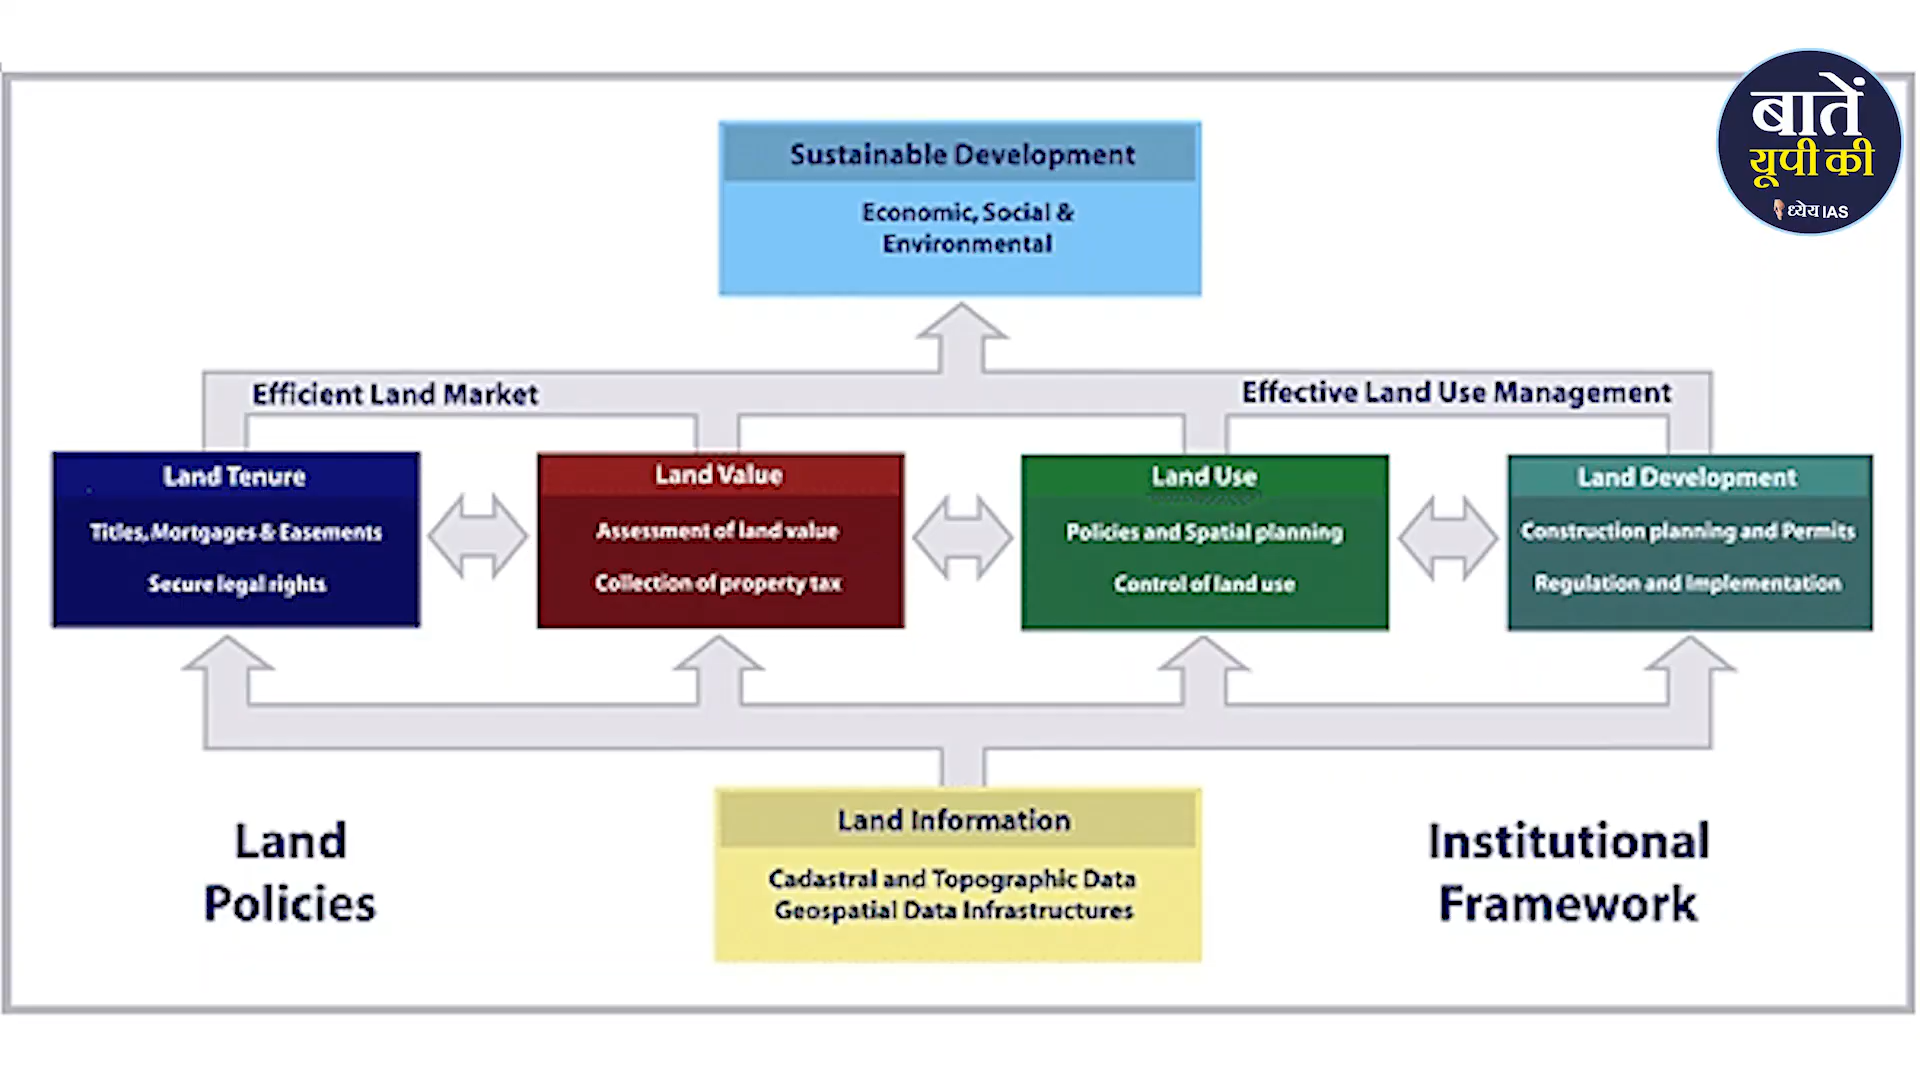 बातें
यूपी की
ध्येय IAS
Sustainable Development
Economic, Social &
Environmental
Efficient Land Market
Effective Land Use Management
Land Tenure
Titles, Mortgages & Easements
Secure legal rights
Land Value
Assessment of land value
Collection of property tax
Land Use
Policies and Spatial planning
Control of land use
Land Development
Construction planning and Permits
Regulation and Implementation
Land
Policies
Land Information
Cadastral and Topographic Data
Geospatial Data Infrastructures
Institutional
Framework